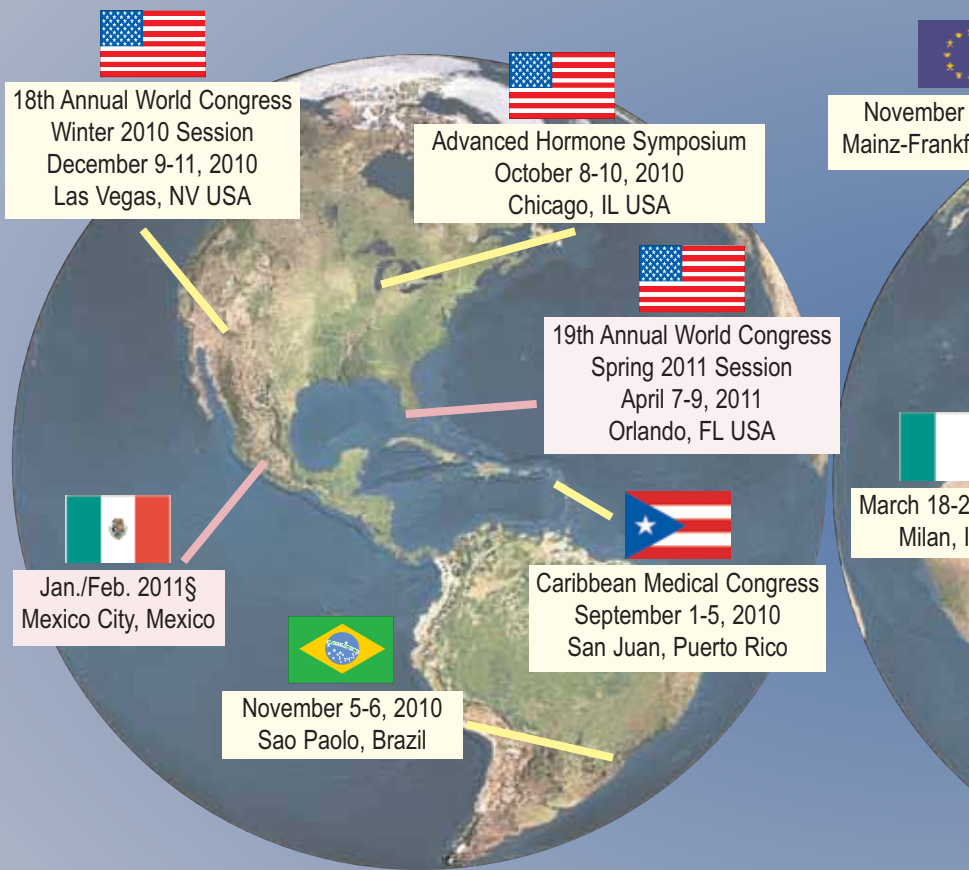 18th Annual World Congress
Winter 2010 Session
December 9-11, 2010
Las Vegas, NV USA
Advanced Hormone Symposium
October 8-10, 2010
Chicago, IL USA
November
19th Annual World Congress
Spring 2011 Session
April 7-9, 2011
Orlando, FL USA
March
Milan,
Jan./Feb. 2011§
Mexico City, Mexico
Caribbean Medical Congress
September 1-5, 2010
San Juan, Puerto Rico
November 5-6, 2010
Sao Paolo, Brazil